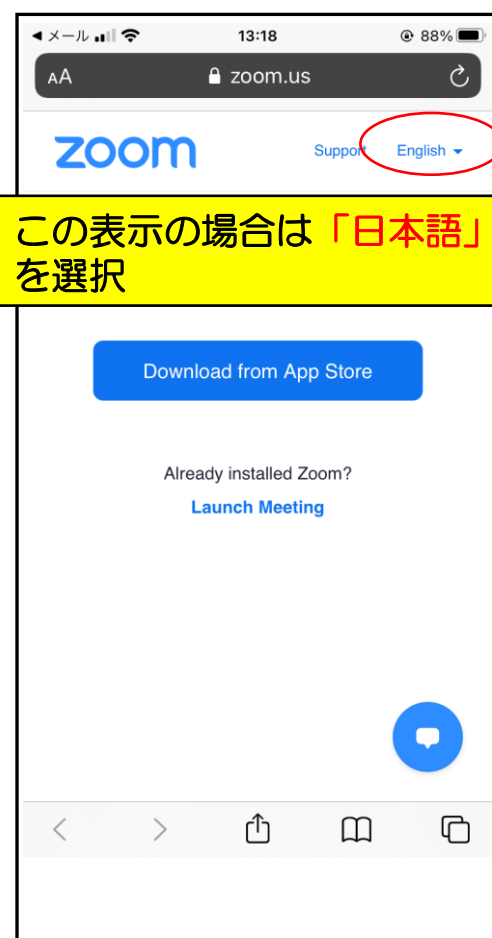 ◀メール 13:18 88%
AA zoom.us
zoom Support English
この表示の場合は「日本語」
を選択
Download from App Store
Already installed Zoom?
Launch Meeting